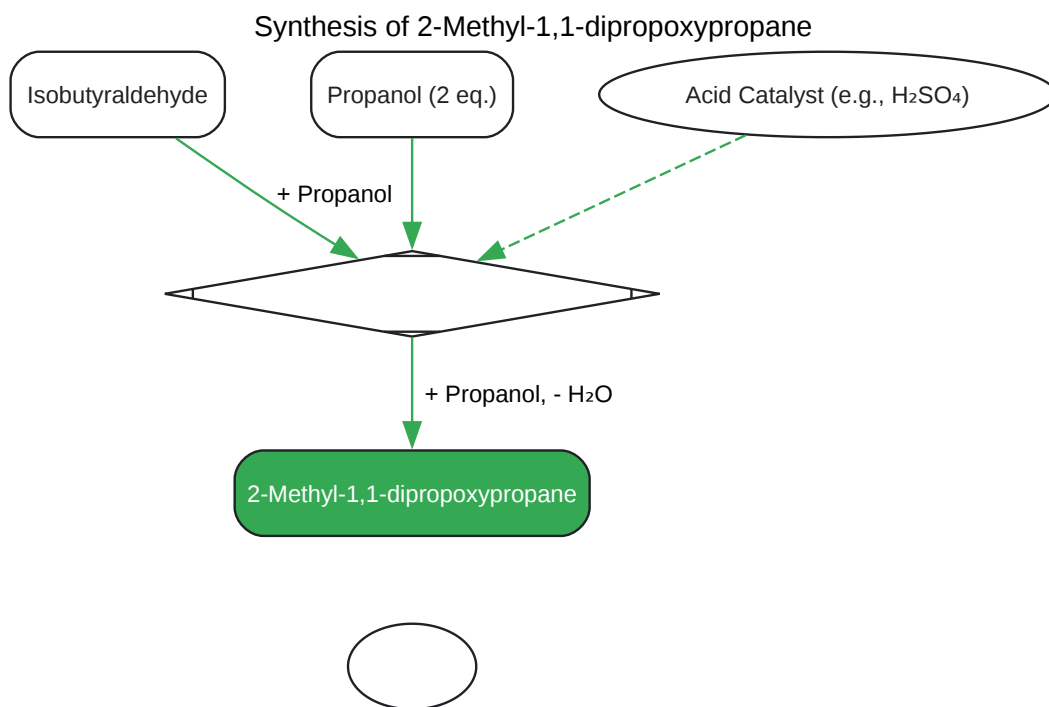 Synthesis of 2-Methyl-1,1-dipropoxypropane
Isobutyraldehyde
Propanol (2 eq.)
Acid Catalyst (e.g., H₂SO₄)
+ Propanol
+ Propanol, - H₂O
2-Methyl-1,1-dipropoxypropane